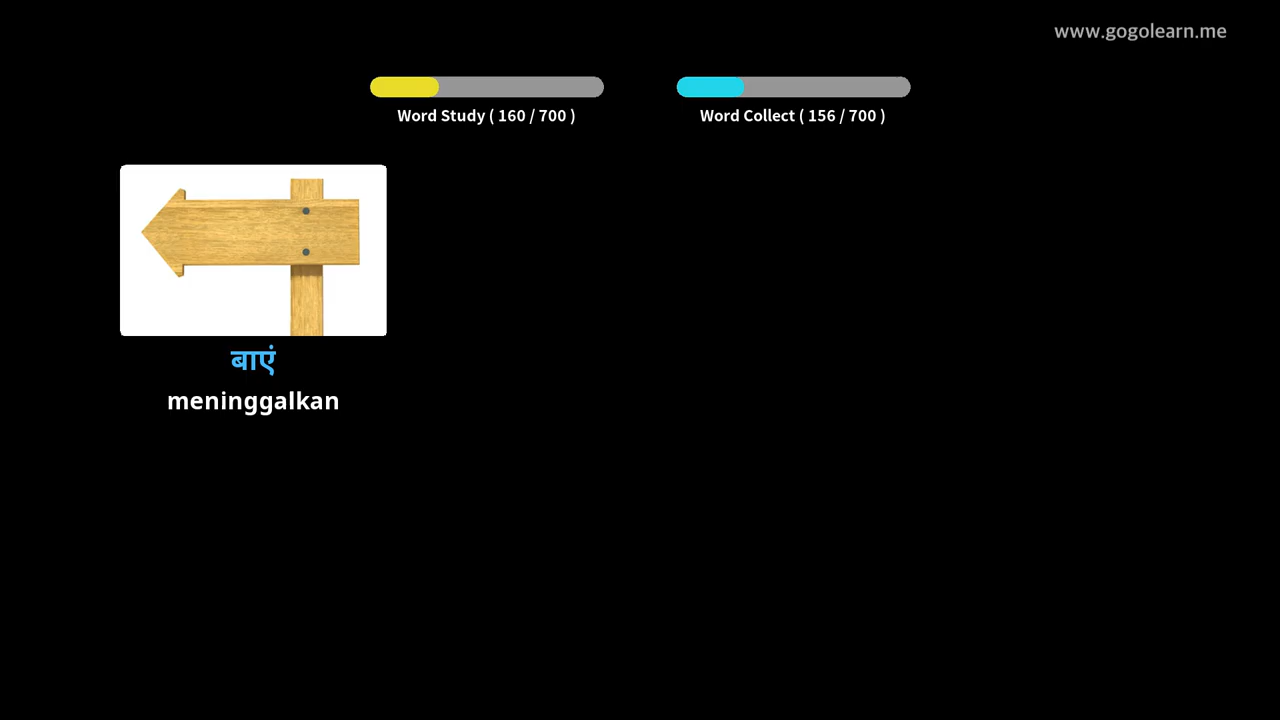 www.gogolearn.me
Word Study ( 160 / 700 )
Word Collect ( 156 / 700 )
बाएं
meninggalkan